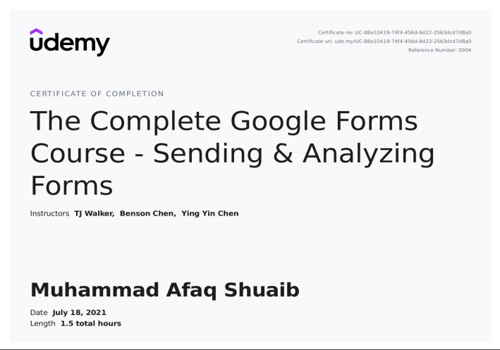 udemy
Certificate no: UC-88a33419-74f4-456d-8d22-2563dcd7d8a0
Certificate url: ude.my/UC-88a33419-74f4-456d-8d22-2563dcd7d8a0
Reference Number: 0004
CERTIFICATE OF COMPLETION
The Complete Google Forms
Course - Sending & Analyzing
Forms
Instructors TJ Walker, Benson Chen, Ying Yin Chen
Muhammad Afaq Shuaib
Date July 18, 2021
Length 1.5 total hours